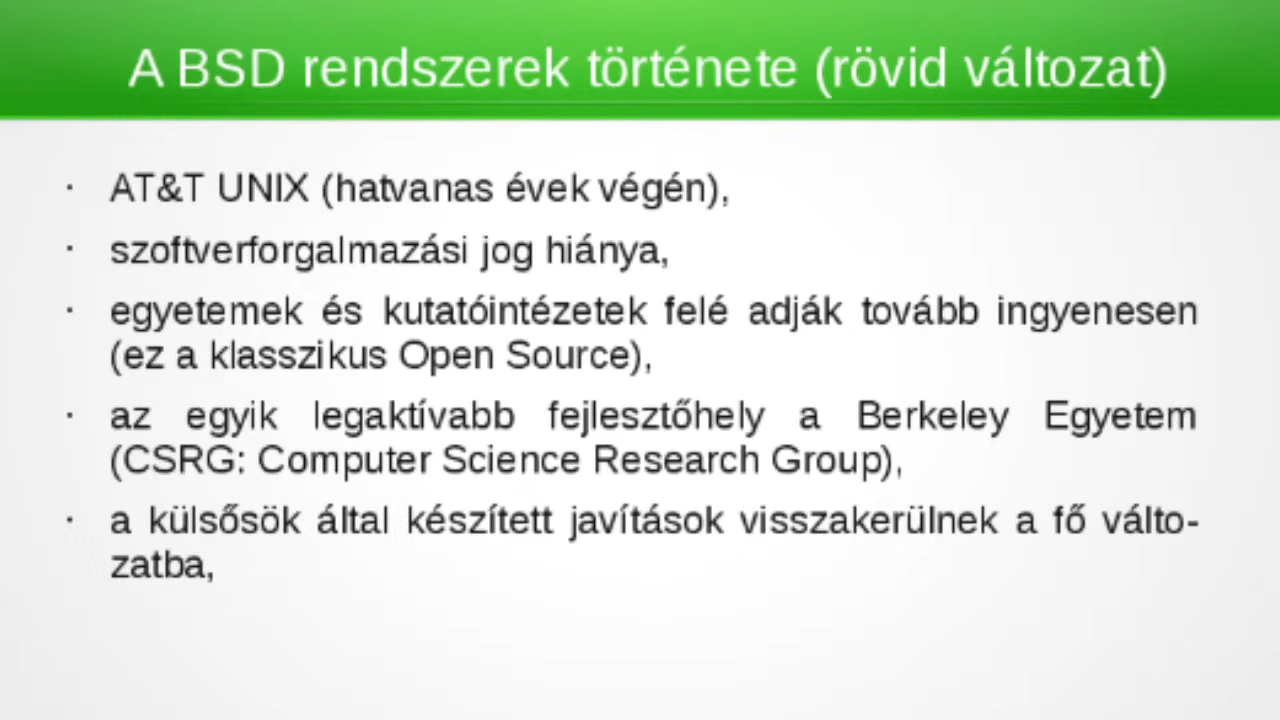 A BSD rendszerek története (rövid változat)
· AT&T UNIX (hatvanas évek végén),
· szoftverforgalmazási jog hiánya,
· egyetemek és kutatóintézetek felé adják tovább ingyenesen
(ez a klasszikus Open Source),
· az egyik legaktívabb fejlesztőhely a Berkeley Egyetem
(CSRG: Computer Science Research Group),
· a külsősök által készített javítások visszakerülnek a fő válto-
zatba,